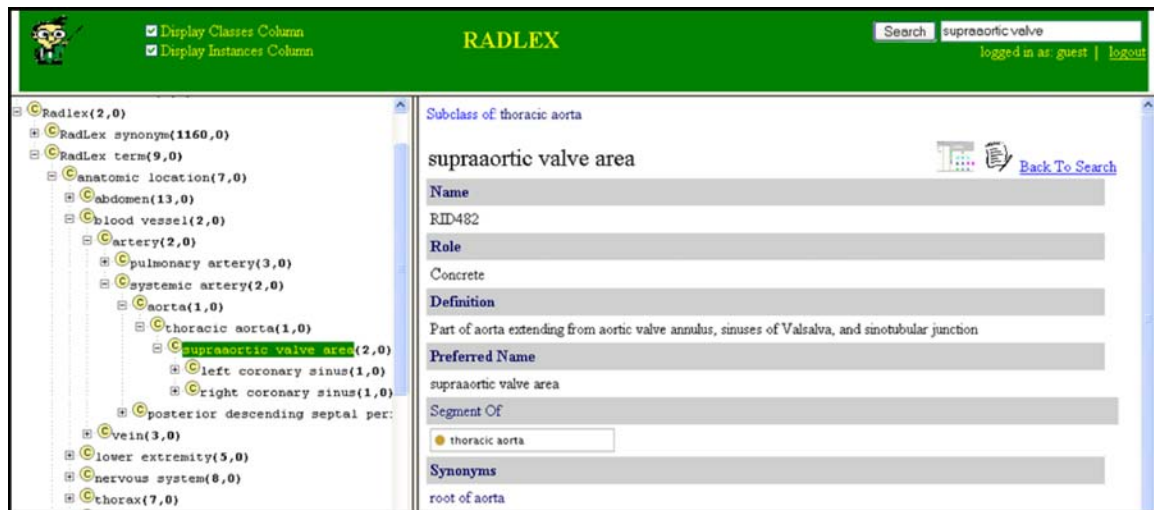 Display Classes Column
Display Instances Column
RADLEX
Search supraaortic valve
logged in as: guest | logout
Radlex(2,0)
RadLex synonym(1160,0)
RadLex term(9,0)
anatomic location(7,0)
abdomen(13,0)
blood vessel(2,0)
artery(2,0)
pulmonary artery(3,0)
systemic artery(2,0)
aorta(1,0)
thoracic aorta(1,0)
supraaortic valve area(2,0)
left coronary sinus(1,0)
right coronary sinus(1,0)
posterior descending septal per
vein(3,0)
lower extremity(5,0)
nervous system(8,0)
thorax(7,0)
Subclass of: thoracic aorta
supraaortic valve area
Back To Search
Name
RID482
Role
Concrete
Definition
Part of aorta extending from aortic valve annulus, sinuses of Valsalva, and sinotubular junction
Preferred Name
supraaortic valve area
Segment Of
thoracic aorta
Synonyms
root of aorta